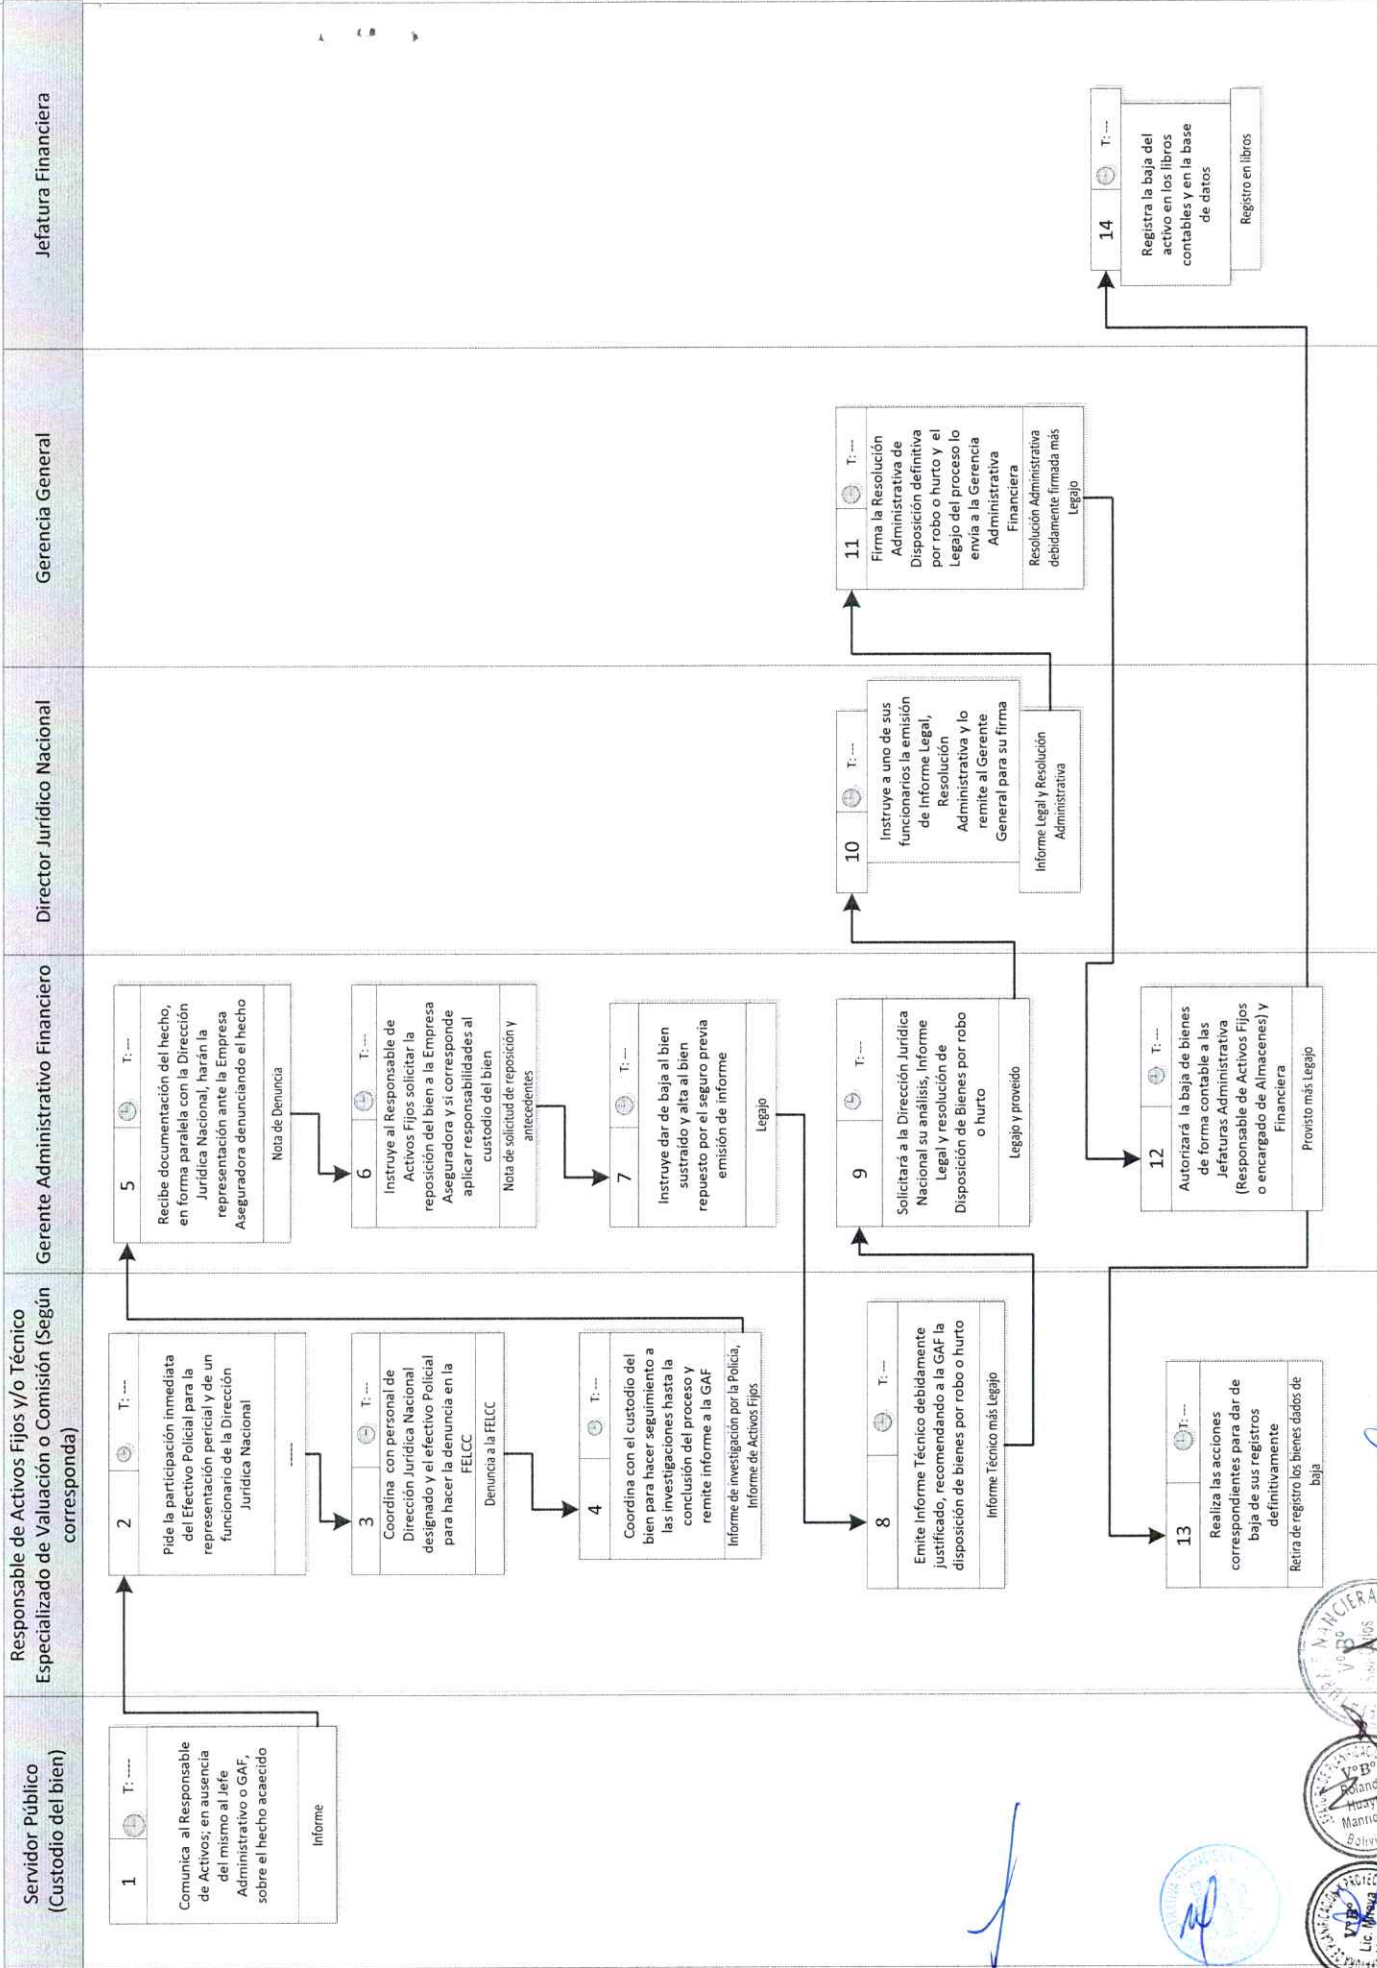 Servidor Público
(Custodio del bien)
Responsable de Activos Fijos y/o Técnico
Especializado de Valuación o Comisión (Según
corresponda)
Gerente Administrativo Financiero
Director Jurídico Nacional
Gerencia General
Jefatura Financiera
1 T: ----
Comunica al Responsable
de Activos; en ausencia
del mismo al Jefe
Administrativo o GAF,
sobre el hecho acaecido
Informe
2 T: ---
Pide la participación inmediata
del Efectivo Policial para la
representación pericial y de un
funcionario de la Dirección
Jurídica Nacional
------
3 T: ---
Coordina con personal de
Dirección Jurídica Nacional
designado y el efectivo Policial
para hacer la denuncia en la
FELCC
Denuncia a la FELCC
4 T: ---
Coordina con el custodio del
bien para hacer seguimiento a
las investigaciones hasta la
conclusión del proceso y
remite informe a la GAF
Informe de investigación por la Policía,
Informe de Activos Fijos
5 T: ---
Recibe documentación del hecho,
en forma paralela con la Dirección
Jurídica Nacional, harán la
representación ante la Empresa
Aseguradora denunciando el hecho
Nota de Denuncia
6 T: ---
Instruye al Responsable de
Activos Fijos solicitar la
reposición del bien a la Empresa
Aseguradora y si corresponde
aplicar responsabilidades al
custodio del bien
Nota de solicitud de reposición y
antecedentes
7 T: ---
Instruye dar de baja al bien
sustraído y alta al bien
repuesto por el seguro previa
emisión de informe
Legajo
8 T: ---
Emite Informe Técnico debidamente
justificado, recomendando a la GAF la
disposición de bienes por robo o hurto
Informe Técnico más Legajo
9 T: ---
Solicitará a la Dirección Jurídica
Nacional su análisis, Informe
Legal y resolución de
Disposición de Bienes por robo
o hurto
Legajo y proveido
10 T: ---
Instruye a uno de sus
funcionarios la emisión
de Informe Legal,
Resolución
Administrativa y lo
remite al Gerente
General para su firma
Informe Legal y Resolución
Administrativa
11 T: ---
Firma la Resolución
Administrativa de
Disposición definitiva
por robo o hurto y el
Legajo del proceso lo
envía a la Gerencia
Administrativa
Financiera
Resolución Administrativa
debidamente firmada más
Legajo
12 T: ---
Autorizará la baja de bienes
de forma contable a las
Jefaturas Administrativa
(Responsable de Activos Fijos
o encargado de Almacenes) y
Financiera
Provisto más Legajo
13 T: ---
Realiza las acciones
correspondientes para dar de
baja de sus registros
definitivamente
Retira de registro los bienes dados de
baja
14 T: ---
Registra la baja del
activo en los libros
contables y en la base
de datos
Registro en libros
V°B°
V°B°
V°B°
Lic.